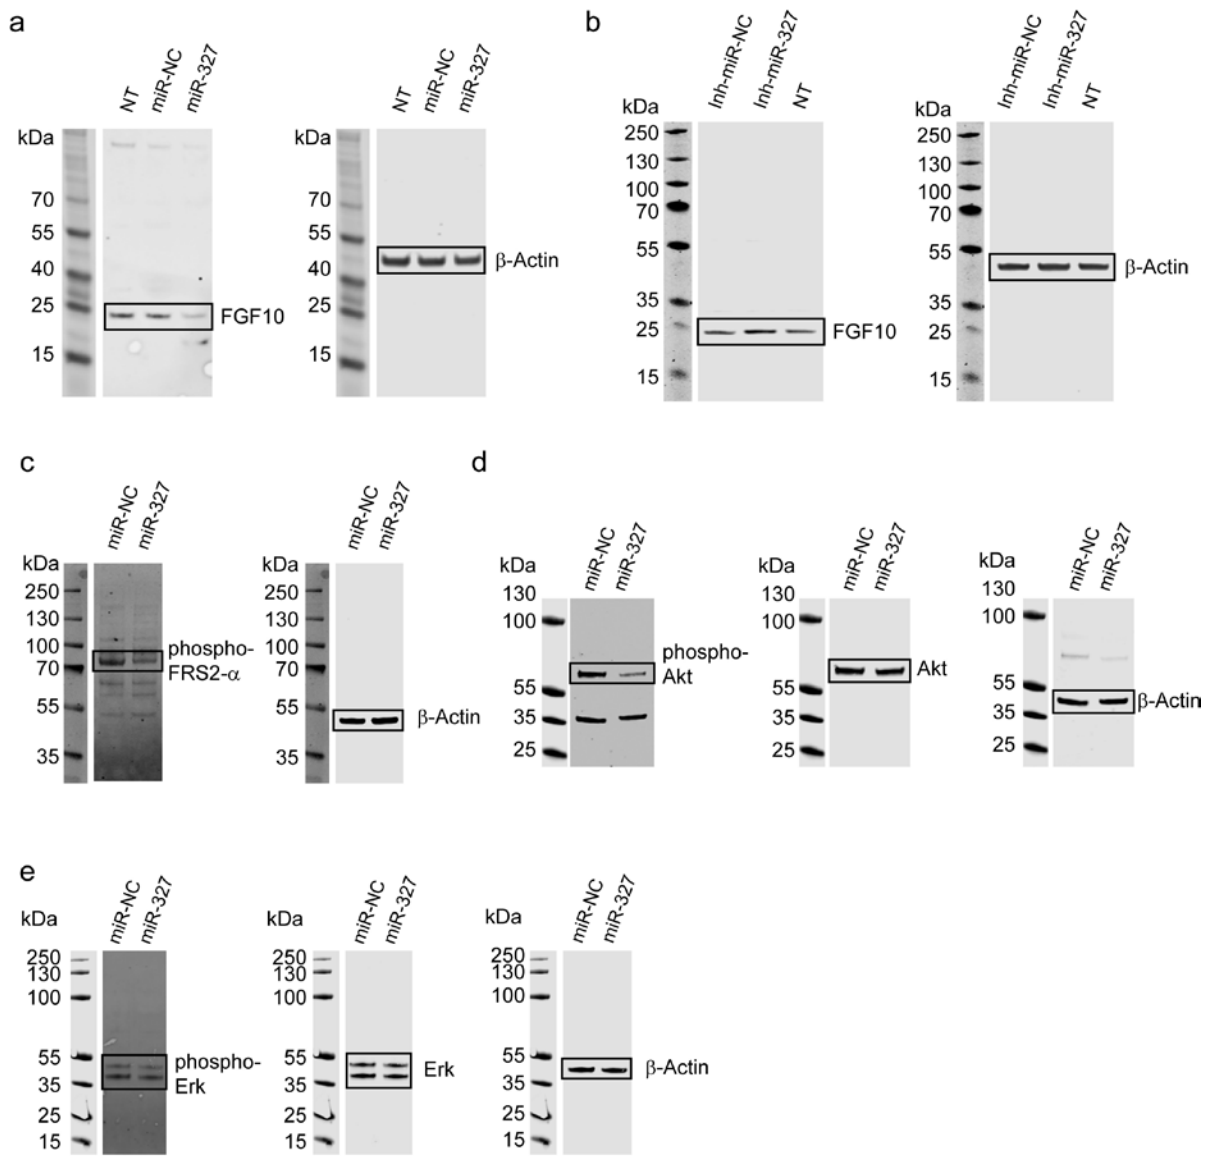 a
NT
miR-NC
miR-327
kDa
70
55
40
25
15
FGF10
NT
miR-NC
miR-327
kDa
70
55
40
25
15
β-Actin
b
Inh-miR-NC
Inh-miR-327
NT
kDa
250
130
100
70
55
35
25
15
FGF10
Inh-miR-NC
Inh-miR-327
NT
kDa
250
130
100
70
55
35
25
15
β-Actin
c
miR-NC
miR-327
kDa
250
130
100
70
55
35
phospho-
FRS2-α
miR-NC
miR-327
kDa
250
130
100
70
55
35
β-Actin
d
miR-NC
miR-327
kDa
130
100
55
35
25
phospho-
Akt
miR-NC
miR-327
kDa
130
100
55
35
25
Akt
miR-NC
miR-327
kDa
130
100
55
35
25
β-Actin
e
miR-NC
miR-327
kDa
250
130
100
55
35
25
15
phospho-
Erk
miR-NC
miR-327
kDa
250
130
100
55
35
25
15
Erk
miR-NC
miR-327
kDa
250
130
100
55
35
25
15
β-Actin